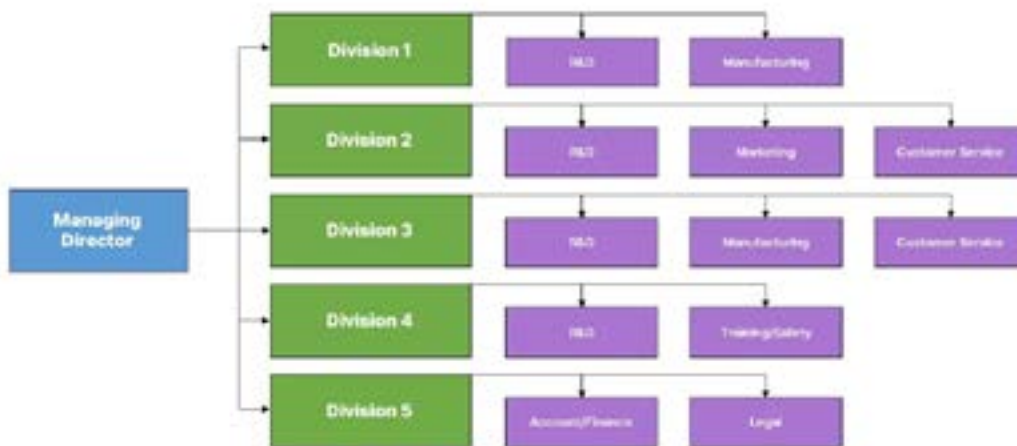 Division 1
R&D
Manufacturing
Division 2
R&D
Marketing
Customer Service
Managing
Director
Division 3
R&D
Manufacturing
Customer Service
Division 4
R&D
Training/Safety
Division 5
Account/Finance
Legal